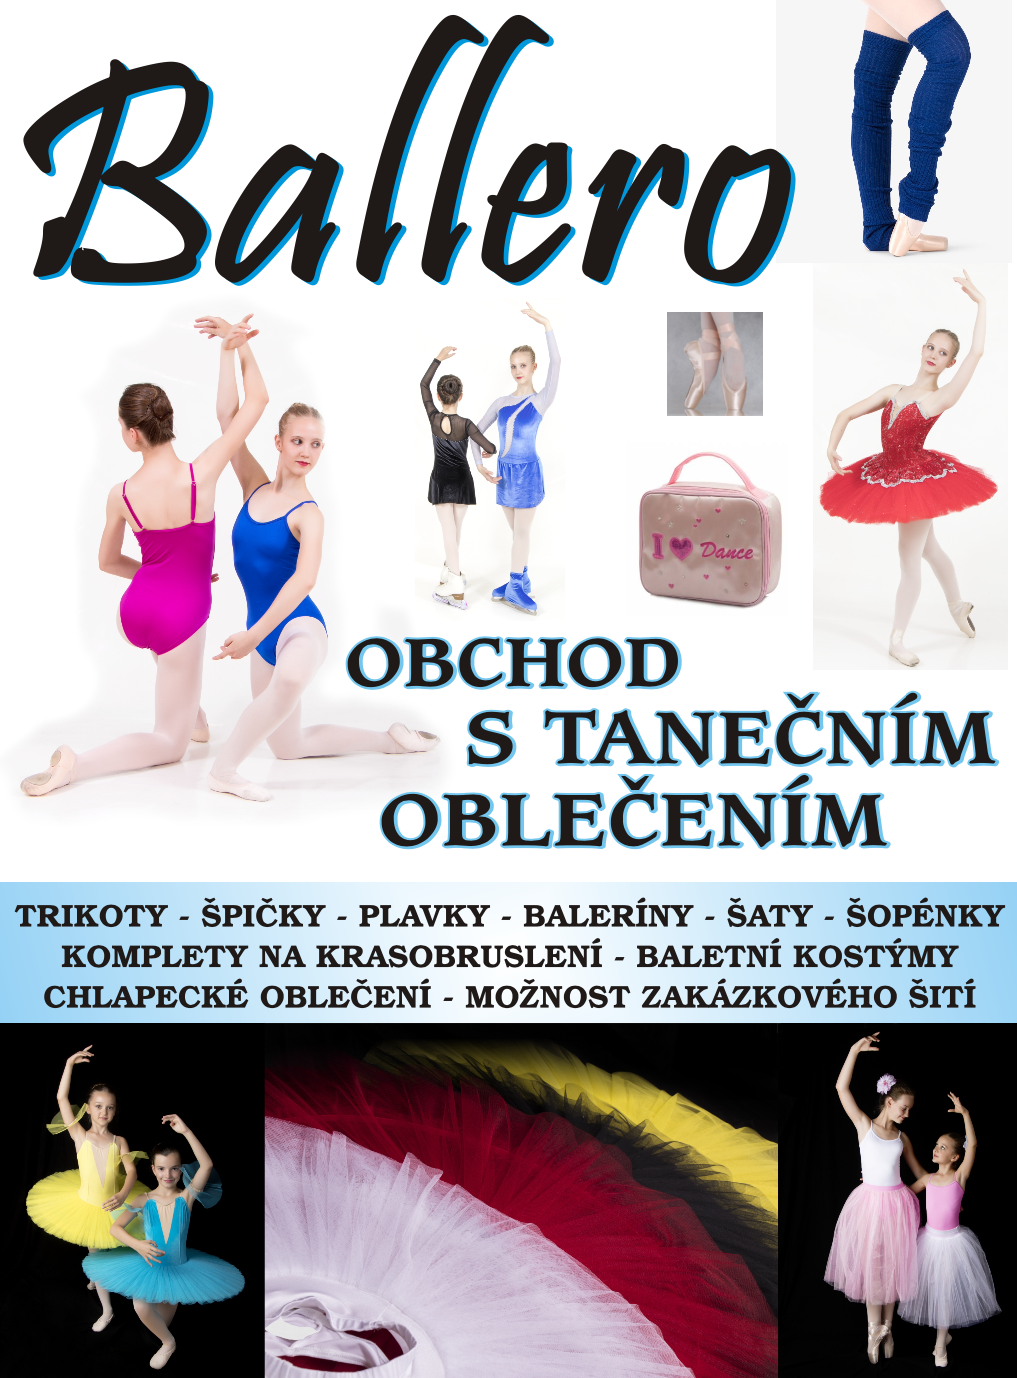 Ballero
I ♥ Dance
OBCHOD
S TANEČNÍM
OBLEČENÍM
TRIKOTY - ŠPIČKY - PLAVKY - BALERÍNY - ŠATY - ŠOPÉNKY
KOMPLETY NA KRASOBRUSLENÍ - BALETNÍ KOSTÝMY
CHLAPECKÉ OBLEČENÍ - MOŽNOST ZAKÁZKOVÉHO ŠITÍ